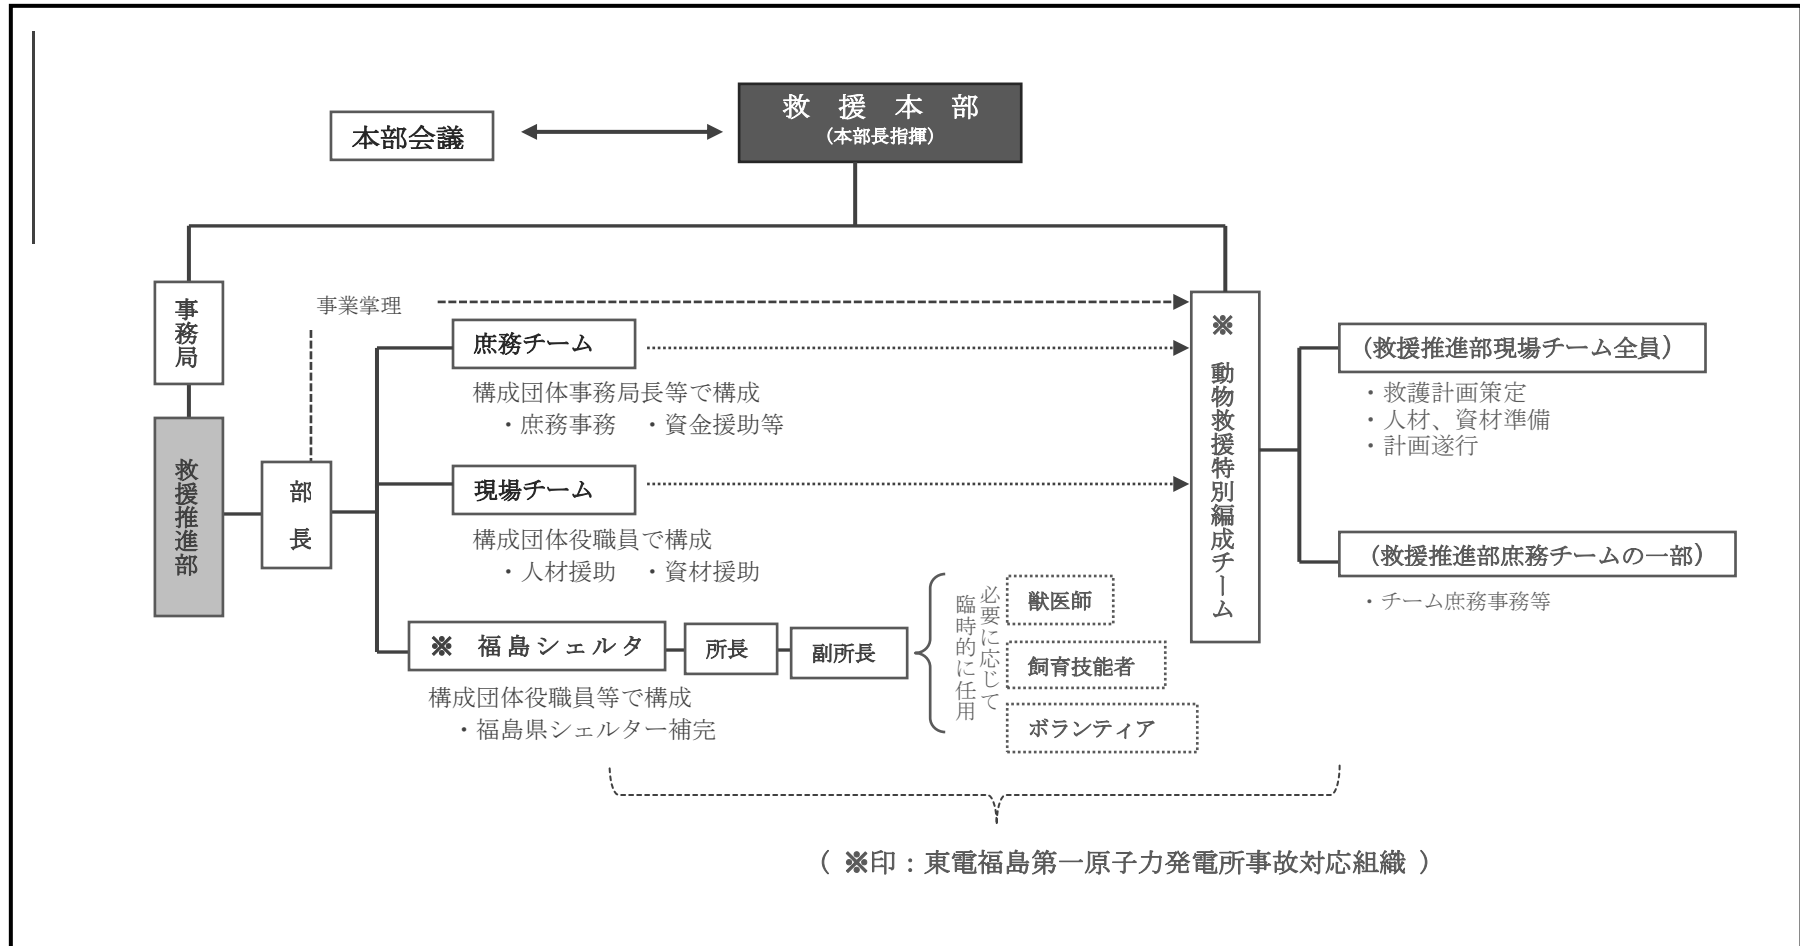 救援本部
（本部長指揮）
本部会議
事務局
救援推進部
部長
事業掌理
庶務チーム
構成団体事務局長等で構成
・庶務事務　・資金援助等
現場チーム
構成団体役職員で構成
・人材援助　・資材援助
※　福島シェルタ
所長
副所長
構成団体役職員等で構成
・福島県シェルター補完
必要に応じて
臨時的に任用
獣医師
飼育技能者
ボランティア
※　動物救援特別編成チーム
（救援推進部現場チーム全員）
・救護計画策定
・人材、資材準備
・計画遂行
（救援推進部庶務チームの一部）
・チーム庶務事務等
（ ※印：東電福島第一原子力発電所事故対応組織 ）